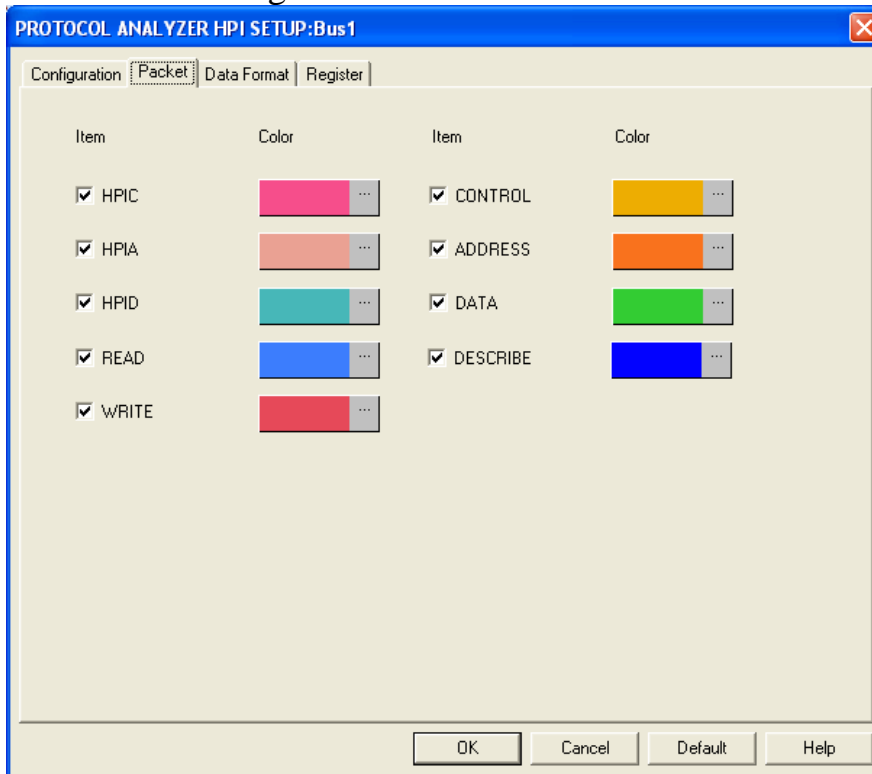 PROTOCOL ANALYZER HPI SETUP:Bus1
Configuration Packet Data Format Register
Item Color Item Color
HPIC ... CONTROL ...
HPIA ... ADDRESS ...
HPID ... DATA ...
READ ... DESCRIBE ...
WRITE ...
OK Cancel Default Help